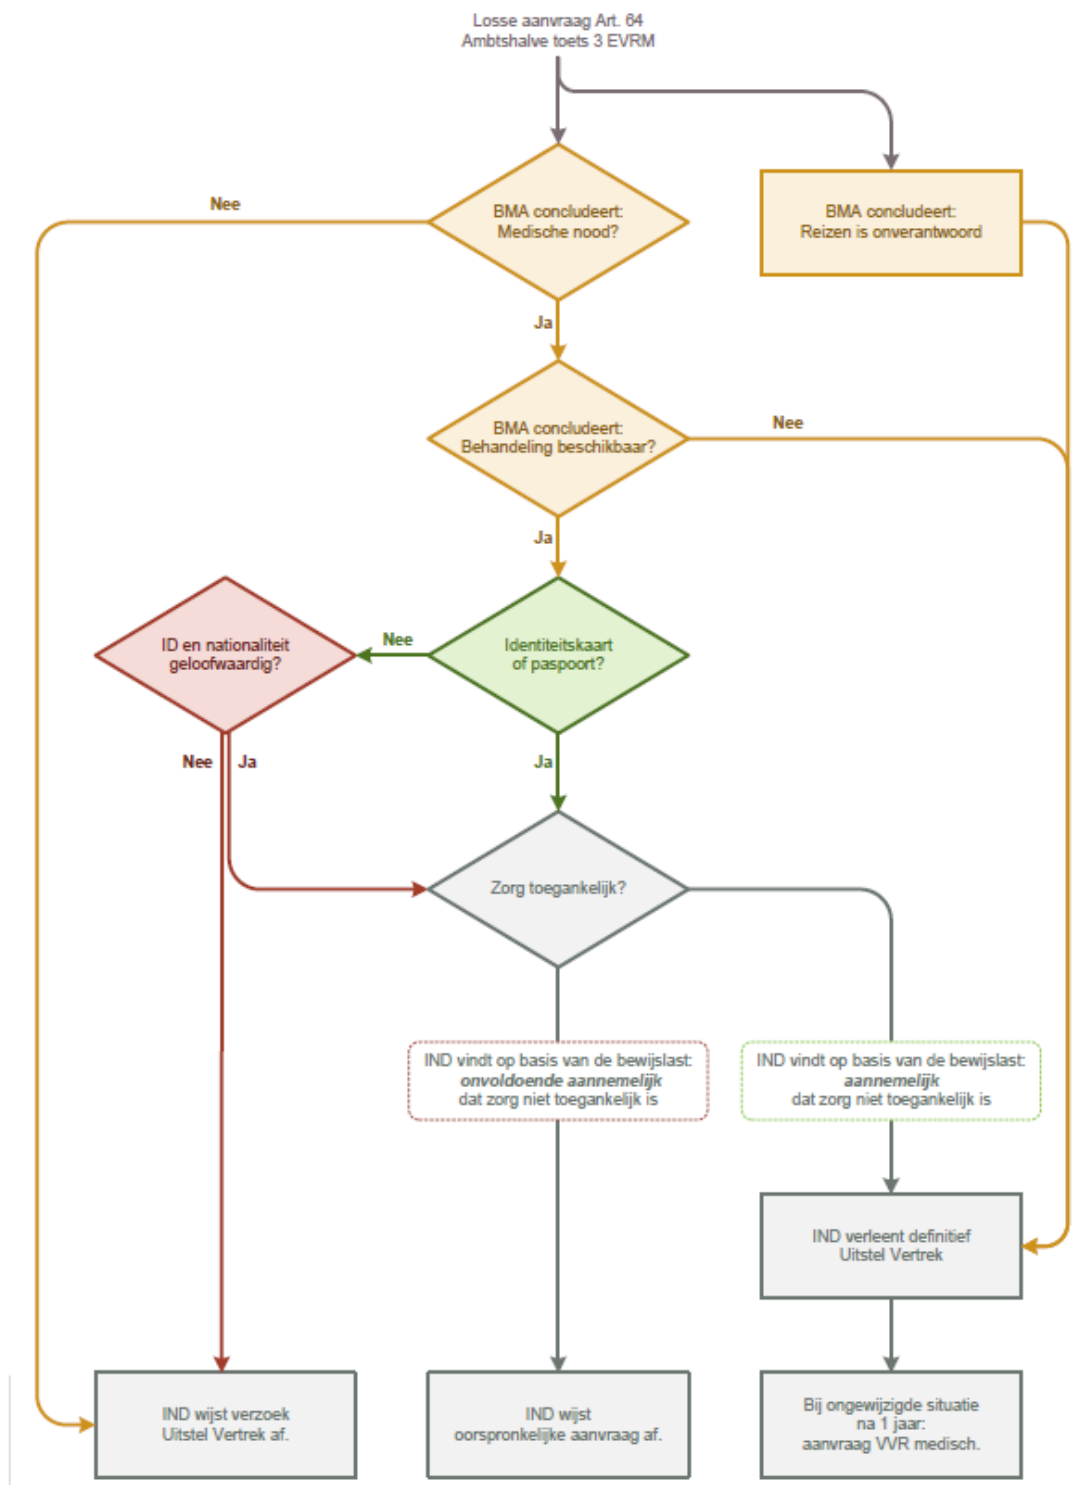 Losse aanvraag Art. 64
Ambtshalve toets 3 EVRM
Nee
BMA concludeert:
Medische nood?
BMA concludeert:
Reizen is onverantwoord
Ja
BMA concludeert:
Behandeling beschikbaar?
Nee
Ja
ID en nationaliteit
geloofwaardig?
Nee
Identiteitskaart
of paspoort?
Nee
Ja
Ja
Zorg toegankelijk?
IND vindt op basis van de bewijslast:
onvoldoende aannemelijk
dat zorg niet toegankelijk is
IND vindt op basis van de bewijslast:
aannemelijk
dat zorg niet toegankelijk is
IND verleent definitief
Uitstel Vertrek
IND wijst verzoek
Uitstel Vertrek af.
IND wijst
oorspronkelijke aanvraag af.
Bij ongewijzigde situatie
na 1 jaar:
aanvraag VVR medisch.